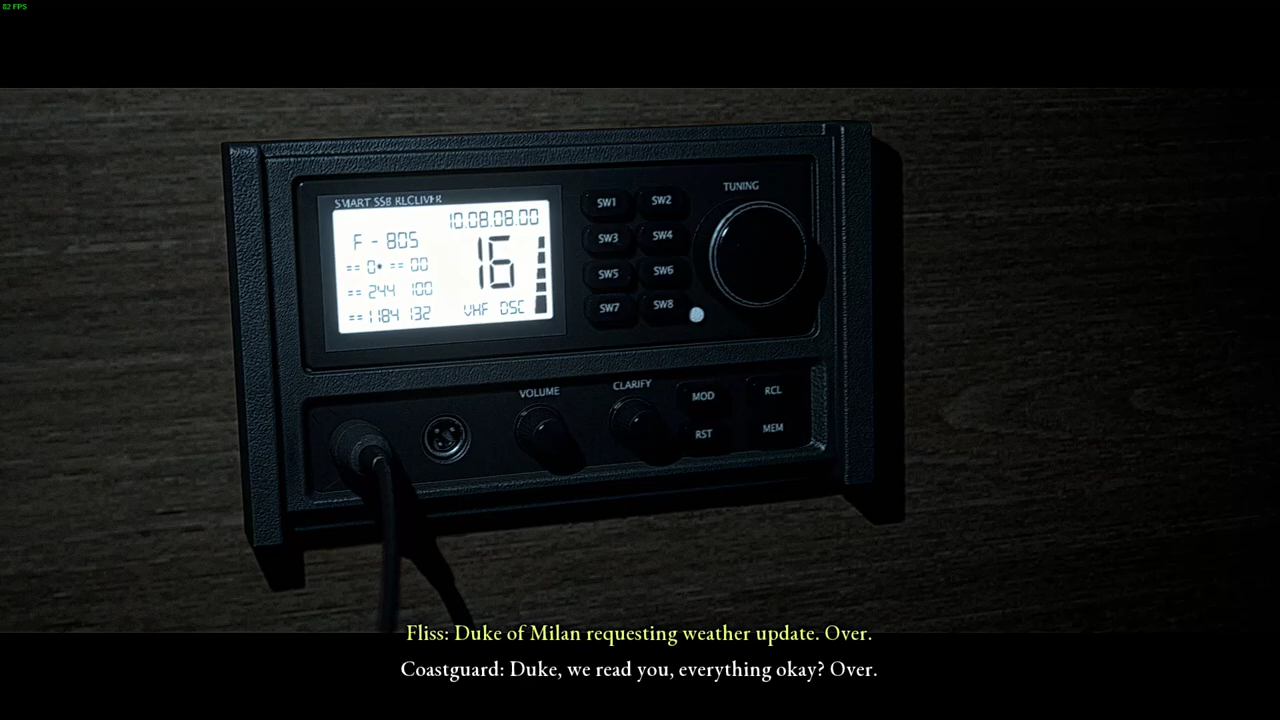 82 FPS
SMART SSB RECEIVER
10.08.08.00
F - 805
16
== 0* == 00
== 244 100
==1184 132
VHF DSC
SW1
SW2
SW3
SW4
SW5
SW6
SW7
SW8
TUNING
VOLUME
CLARIFY
MOD
RCL
RST
MEM
Fliss: Duke of Milan requesting weather update. Over.
Coastguard: Duke, we read you, everything okay? Over.